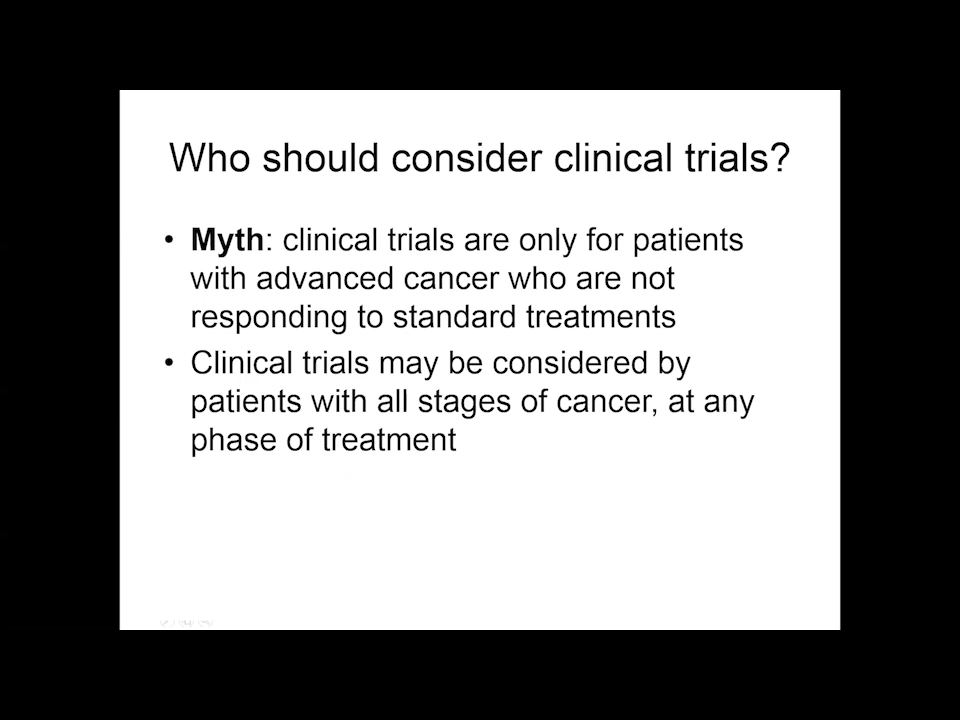 Who should consider clinical trials?
• Myth: clinical trials are only for patients
with advanced cancer who are not
responding to standard treatments
• Clinical trials may be considered by
patients with all stages of cancer, at any
phase of treatment